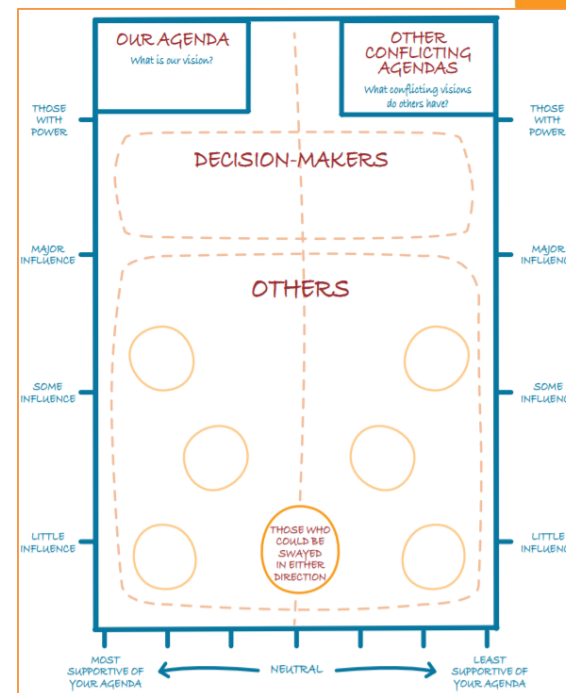 OUR AGENDA
What is our vision?
OTHER
CONFLICTING
AGENDAS
What conflicting visions
do others have?
THOSE
WITH
POWER
THOSE
WITH
POWER
DECISION-MAKERS
MAJOR
INFLUENCE
MAJOR
OTHERS
SOME
INFLUENCE
SOME
LITTLE
INFLUENCE
THOSE WHO
COULD BE
SWAYED
IN EITHER
DIRECTION
LITTLE
MOST
SUPPORTIVE OF
YOUR AGENDA
NEUTRAL
LEAST
SUPPORTIVE OF
YOUR AGENDA